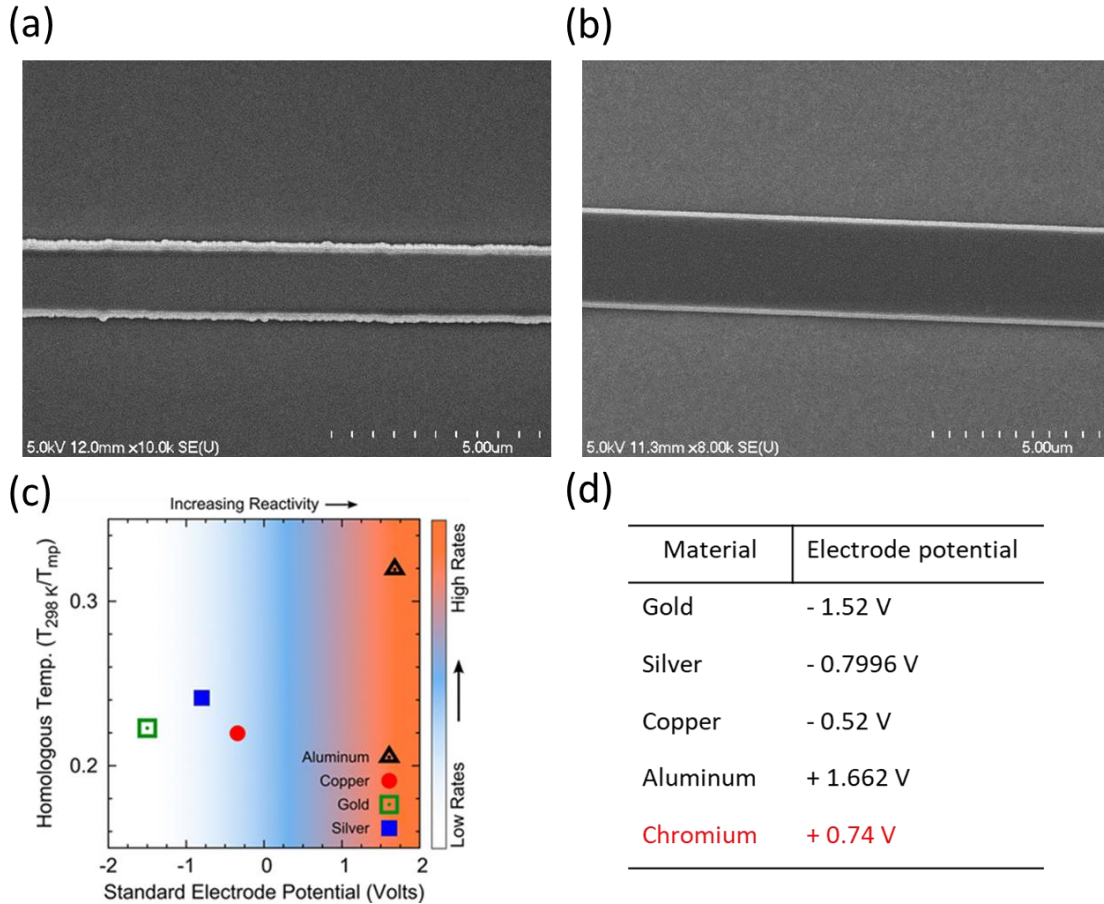 (a)
(b)
5.0kV 12.0mm x10.0k SE(U)
5.00um
5.0kV 11.3mm x8.00k SE(U)
5.00um
(c)
Increasing Reactivity →
Homologous Temp. (T298 K/Tmp)
0.3
0.2
Aluminum
Copper
Gold
Silver
-2 -1 0 1 2
Standard Electrode Potential (Volts)
High Rates
Low Rates
(d)
Material Electrode potential
Gold - 1.52 V
Silver - 0.7996 V
Copper - 0.52 V
Aluminum + 1.662 V
Chromium + 0.74 V